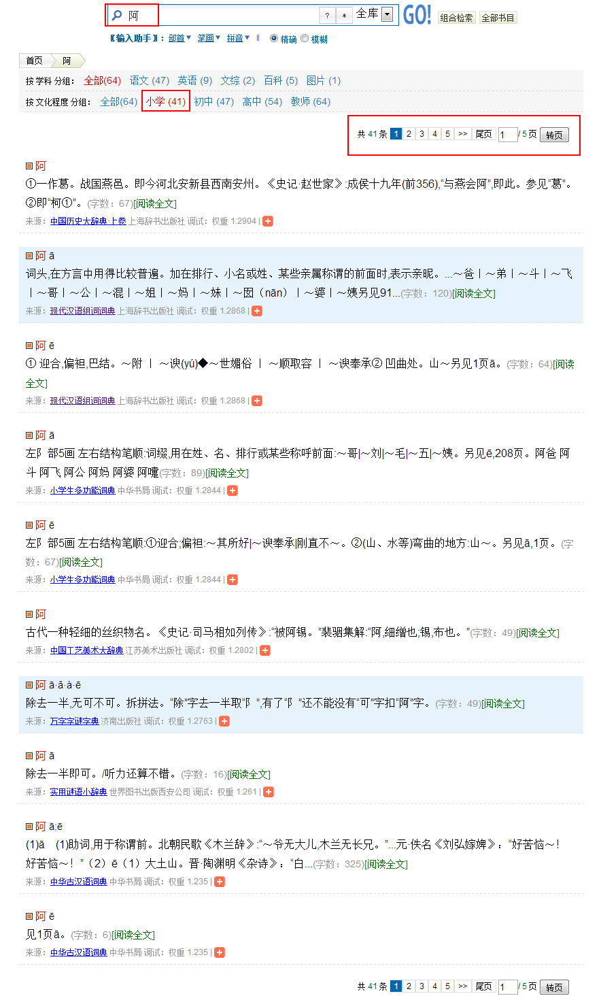 阿 ? * 全库 GO! 组合检索 全部书目
〖输入助手〗: 部首 笔画 拼音 ‖ 精确 模糊
首页 阿
按 学科 分组: 全部(64) 语文 (47) 英语 (9) 文综 (2) 百科 (5) 图片 (1)
按 文化程度 分组: 全部(64) 小学 (41) 初中 (47) 高中 (54) 教师 (64)
共 41 条 1 2 3 4 5 >> 尾页 1 / 5 页 转页
阿
①一作葛。战国燕邑。即今河北安新县西南安州。《史记·赵世家》:成侯十九年(前356),“与燕会阿”,即此。参见“葛”。
②即“柯①”。(字数: 67)[阅读全文]
来源: 中国历史大辞典·上卷 上海辞书出版社 调试: 权重 1.2904 |
阿 ā
词头,在方言中用得比较普遍。加在排行、小名或姓、某些亲属称谓的前面时,表示亲昵。...～爸丨～弟丨～斗丨～飞
丨～哥丨～公丨～混丨～姐丨～妈丨～妹丨～囡（nān）丨～婆丨～姨另见91...(字数: 120)[阅读全文]
来源: 现代汉语组词词典 上海辞书出版社 调试: 权重 1.2868 |
阿 ē
① 迎合,偏袒,巴结。～附 丨 ～谀(yú)◆～世媚俗 丨 ～顺取容 丨 ～谀奉承② 凹曲处。山～另见1页ā。(字数: 64)[阅读
全文]
来源: 现代汉语组词词典 上海辞书出版社 调试: 权重 1.2868 |
阿 ā
左阝部5画 左右结构笔顺:词缀,用在姓、名、排行或某些称呼前面:～哥|～刘|～毛|～五|～姨。另见ē,208页。阿爸 阿
斗 阿飞 阿公 阿妈 阿婆 阿嚏(字数: 89)[阅读全文]
来源: 小学生多功能词典 中华书局 调试: 权重 1.2844 |
阿 ē
左阝部5画 左右结构笔顺:①迎合;偏袒:～其所好|～谀奉承|刚直不～。②(山、水等)弯曲的地方:山～。另见ā,1页。(字
数: 67)[阅读全文]
来源: 小学生多功能词典 中华书局 调试: 权重 1.2844 |
阿
古代一种轻细的丝织物名。《史记·司马相如列传》:“被阿锡。”裴骃集解:“阿,细缯也;锡,布也。”(字数: 49)[阅读全文]
来源: 中国工艺美术大辞典 江苏美术出版社 调试: 权重 1.2802 |
阿 ā·ǎ·à·ē
除去一半,无可不可。拆拼法。“除”字去一半取“阝”,有了“阝”还不能没有“可”字扣“阿”字。(字数: 49)[阅读全文]
来源: 万字字谜字典 济南出版社 调试: 权重 1.2763 |
阿 ā
除去一半即可。/听力还算不错。(字数: 16)[阅读全文]
来源: 实用谜语小辞典 世界图书出版西安公司 调试: 权重 1.261 |
阿 ā;ē
(1)ā (1)助词,用于称谓前。北朝民歌《木兰辞》:“～爷无大儿,木兰无长兄。”...元·佚名《刘弘嫁婢》: “好苦恼～!
好苦恼～! ”（2）ē（1）大土山。晋·陶渊明《杂诗》: “白...(字数: 325)[阅读全文]
来源: 中华古汉语词典 中华书局 调试: 权重 1.235 |
阿 ē
见1页ā。(字数: 6)[阅读全文]
来源: 中华古汉语词典 中华书局 调试: 权重 1.235 |
共 41 条 1 2 3 4 5 >> 尾页 1 / 5 页 转页